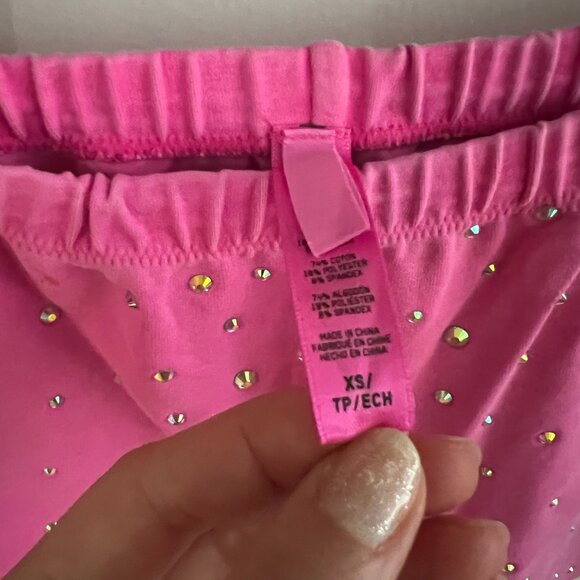 74% COTON
18% POLYESTER
8% SPANDEX
74% ALGODÓN
18% POLIÉSTER
8% SPANDEX
MADE IN CHINA
FABRIQUÉ EN CHINE
HECHO EN CHINA
XS/
TP/ECH